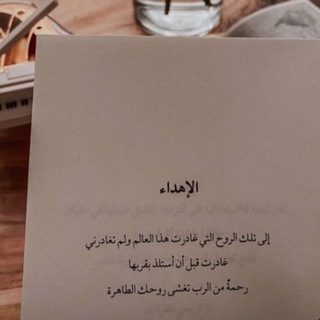 الإهداء
إلى تلك الروح التي غادرت هذا العالم ولم تغادرني
غادرت قبل أن أستلذ بقربها
رحمةٌ من الرب تغشى روحك الطاهرة